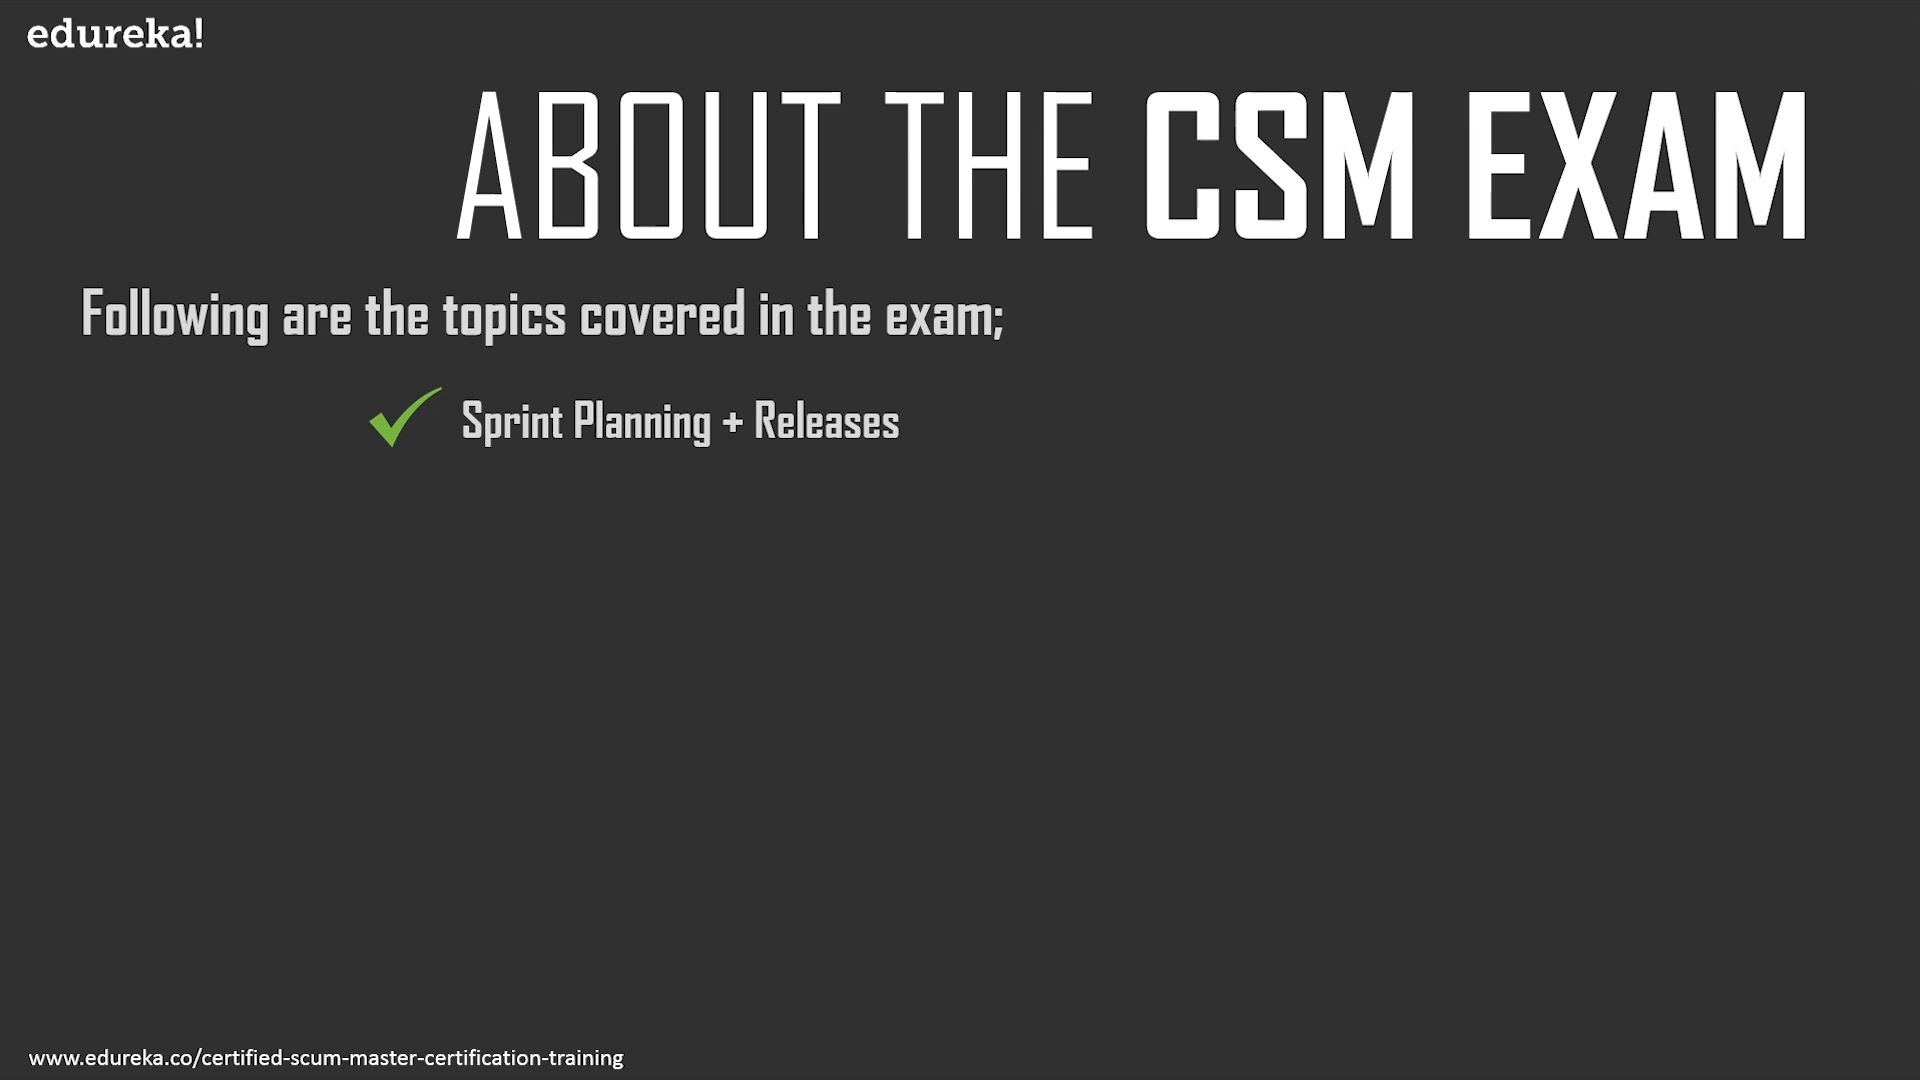 edureka!
ABOUT THE CSM EXAM
Following are the topics covered in the exam;
Sprint Planning + Releases
www.edureka.co/certified-scum-master-certification-training